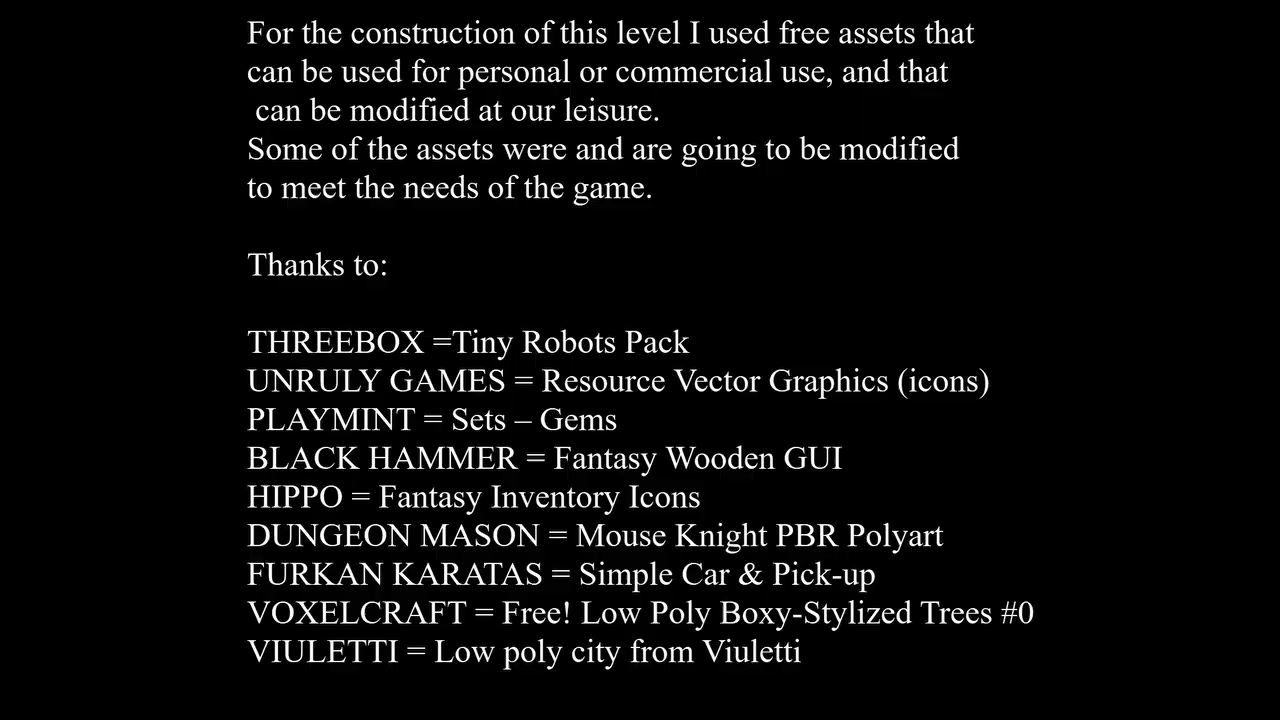 For the construction of this level I used free assets that
can be used for personal or commercial use, and that
can be modified at our leisure.
Some of the assets were and are going to be modified
to meet the needs of the game.
Thanks to:
THREEBOX =Tiny Robots Pack
UNRULY GAMES = Resource Vector Graphics (icons)
PLAYMINT = Sets – Gems
BLACK HAMMER = Fantasy Wooden GUI
HIPPO = Fantasy Inventory Icons
DUNGEON MASON = Mouse Knight PBR Polyart
FURKAN KARATAS = Simple Car & Pick-up
VOXELCRAFT = Free! Low Poly Boxy-Stylized Trees #0
VIULETTI = Low poly city from Viuletti